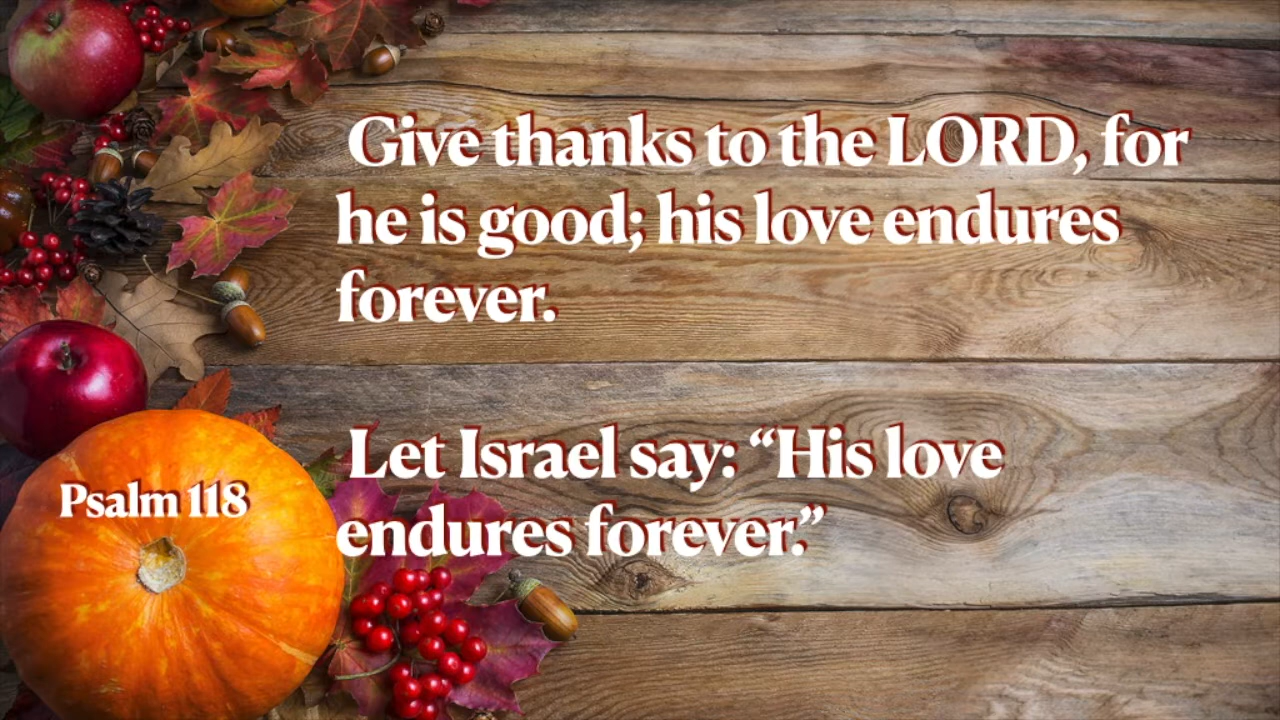 Give thanks to the LORD, for
he is good; his love endures
forever.
Let Israel say: “His love
endures forever.”
Psalm 118